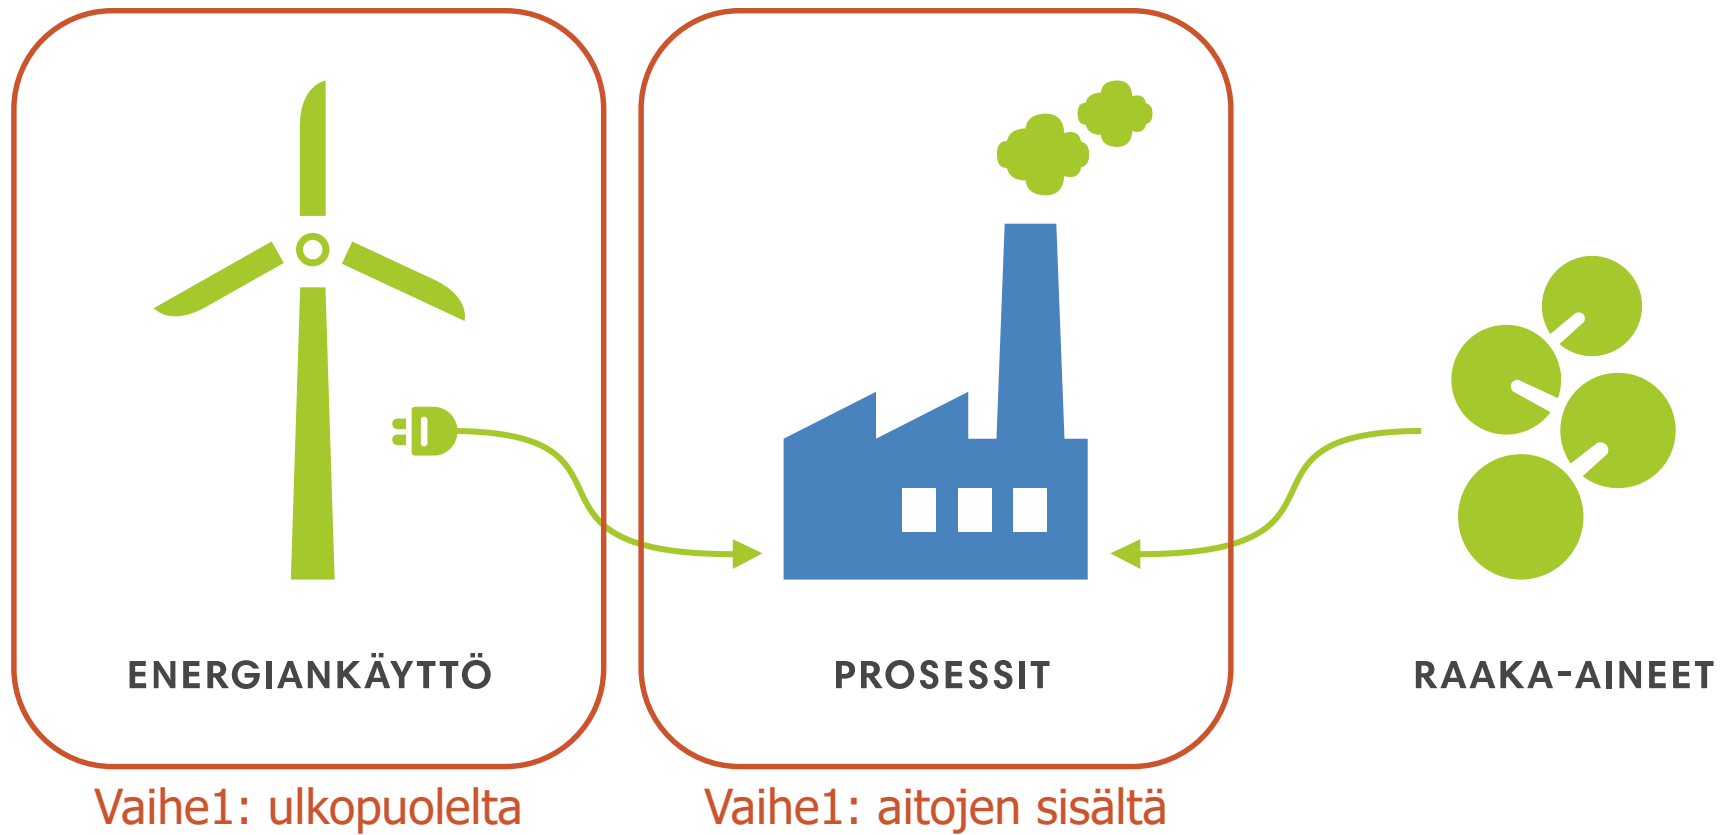 ENERGIANKÄYTTÖ
PROSESSIT
RAAKA-AINEET
Vaihe1: ulkopuolelta
Vaihe1: aitojen sisältä